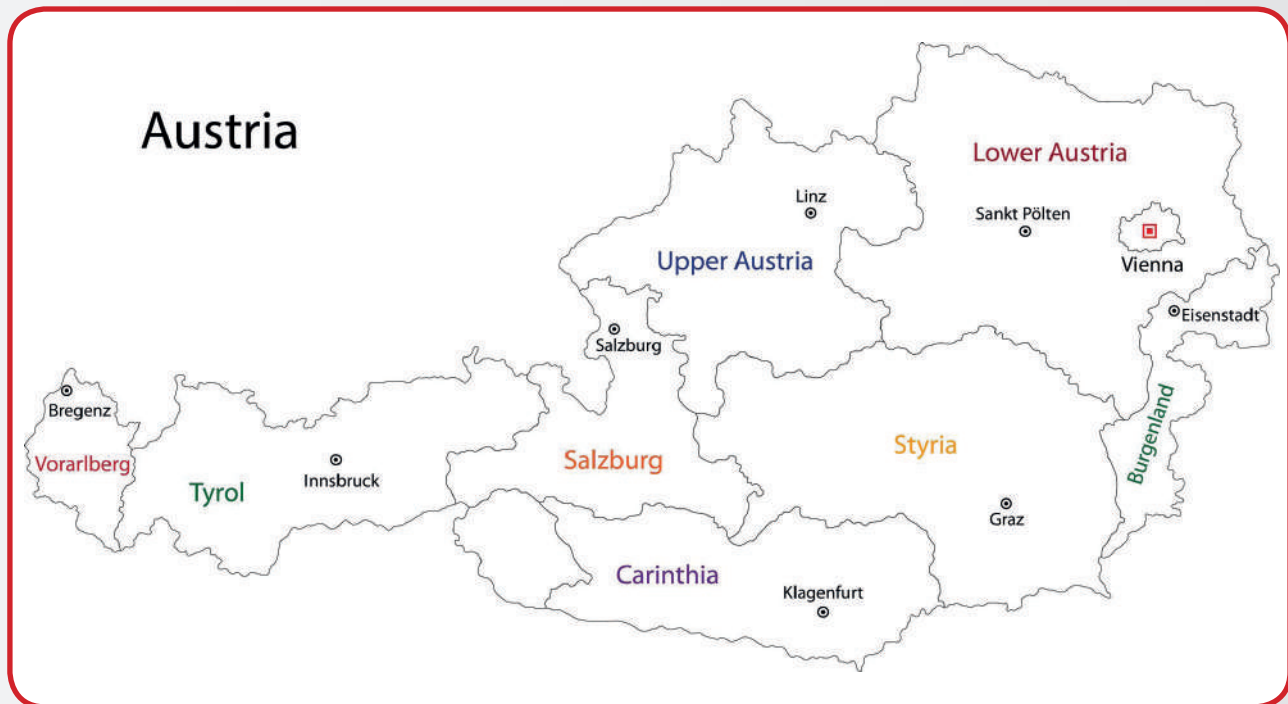 Austria
Lower Austria
Linz
Sankt Pölten
Upper Austria
Vienna
Eisenstadt
Salzburg
Bregenz
Burgenland
Styria
Vorarlberg
Salzburg
Innsbruck
Tyrol
Graz
Carinthia
Klagenfurt